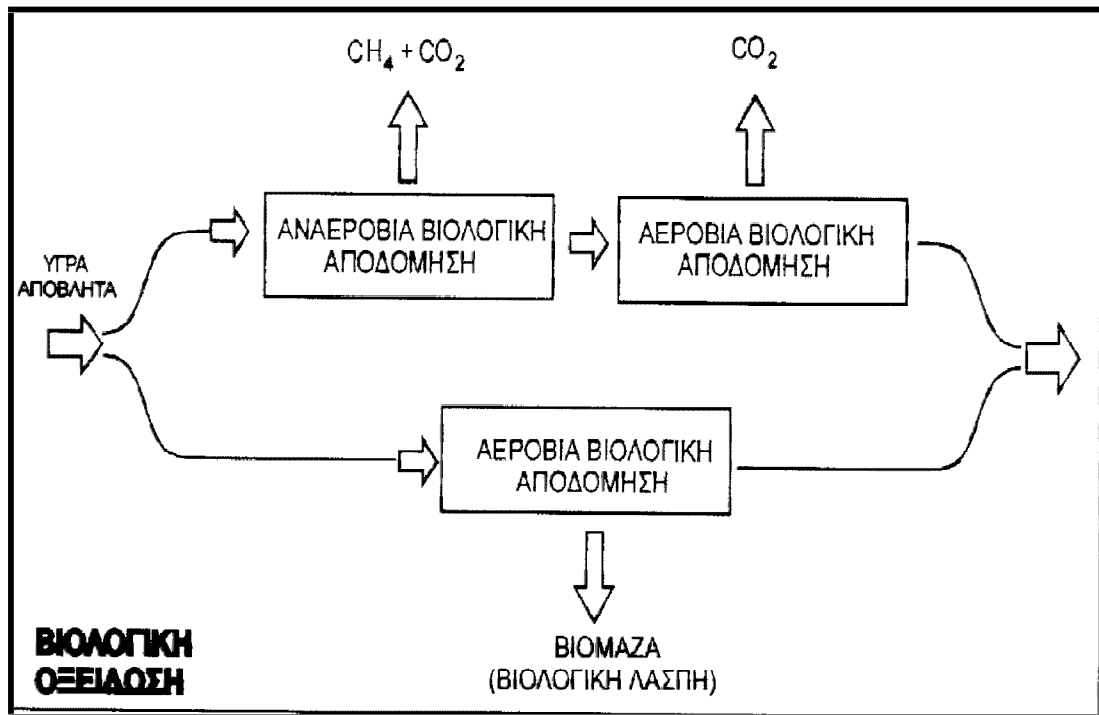 CH₄ + CO₂
CO₂
ΑΝΑΕΡΟΒΙΑ ΒΙΟΛΟΓΙΚΗ
ΑΠΟΔΟΜΗΣΗ
ΑΕΡΟΒΙΑ ΒΙΟΛΟΓΙΚΗ
ΑΠΟΔΟΜΗΣΗ
ΥΓΡΑ
ΑΠΟΒΛΗΤΑ
ΑΕΡΟΒΙΑ ΒΙΟΛΟΓΙΚΗ
ΑΠΟΔΟΜΗΣΗ
ΒΙΟΜΑΖΑ
(ΒΙΟΛΟΓΙΚΗ ΛΑΣΠΗ)
ΒΙΟΛΟΓΙΚΗ
ΟΞΕΙΔΩΣΗ